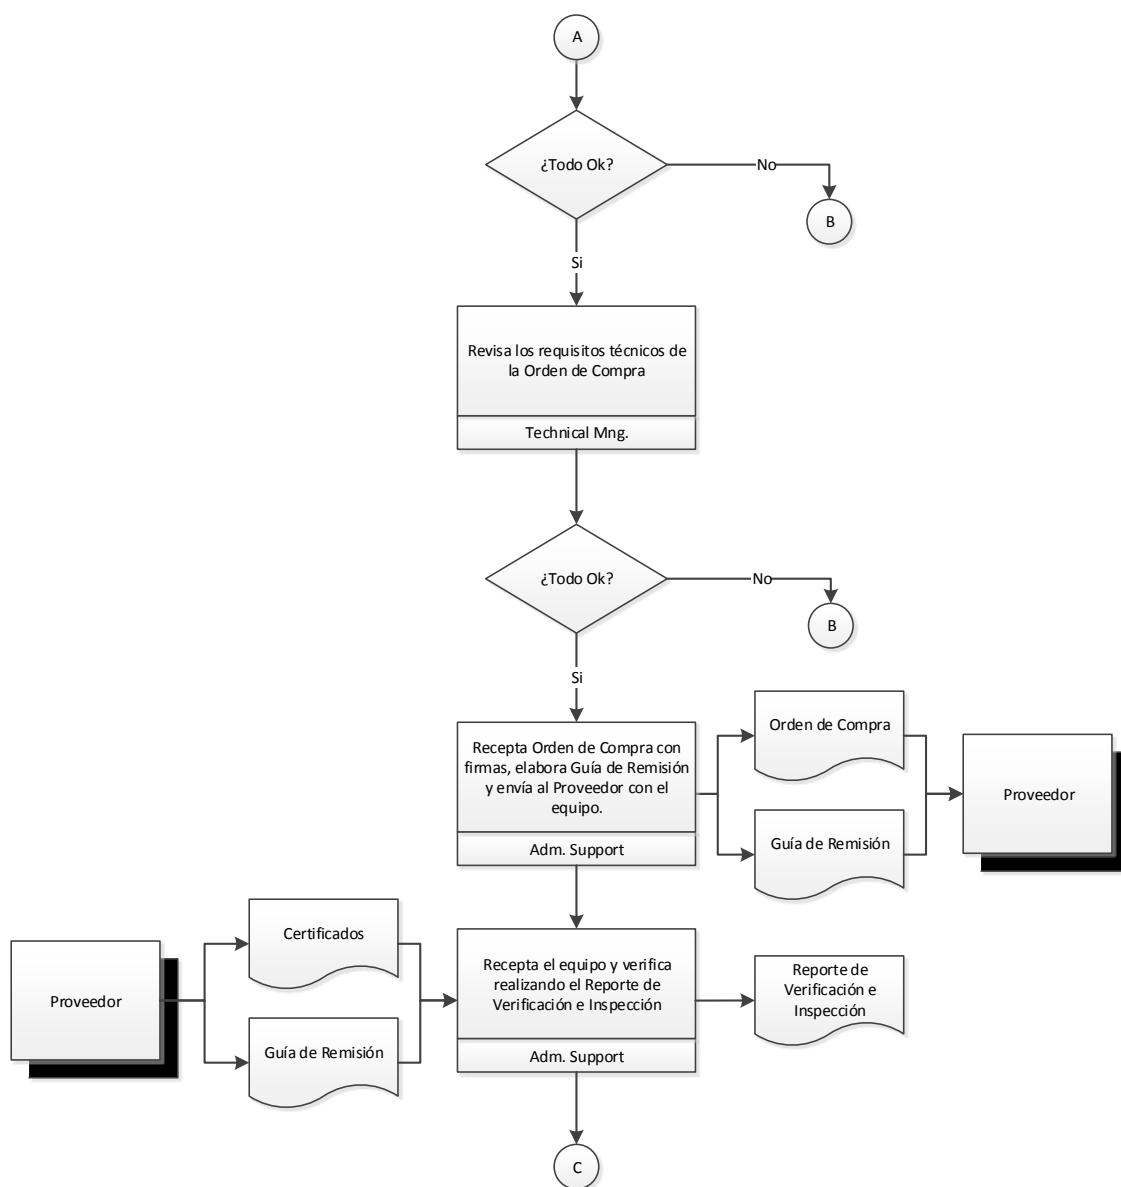 A
¿Todo Ok?
No
B
Si
Revisa los requisitos técnicos de
la Orden de Compra
Technical Mng.
¿Todo Ok?
No
B
Si
Recepta Orden de Compra con
firmas, elabora Guía de Remisión
y envía al Proveedor con el
equipo.
Adm. Support
Orden de Compra
Guía de Remisión
Proveedor
Proveedor
Certificados
Guía de Remisión
Recepta el equipo y verifica
realizando el Reporte de
Verificación e Inspección
Adm. Support
Reporte de
Verificación e
Inspección
C